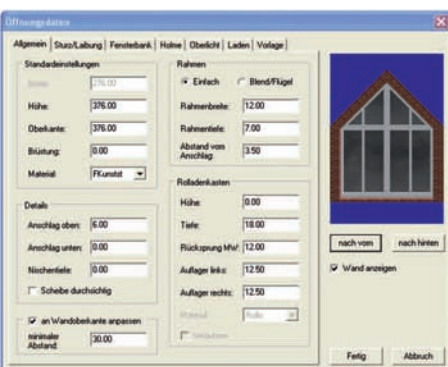 Öffnungsdaten
Allgemein Sturz/Laibung Fensterbank Holme Oberlicht Laden Vorlage
Standardeinstellungen
Breite: 276.00
Höhe: 376.00
Oberkante: 376.00
Brüstung: 0.00
Material: FKunstst
Details
Anschlag oben: 6.00
Anschlag unten: 0.00
Nischentiefe: 0.00
Scheibe durchsichtig
an Wandoberkante anpassen
minimaler Abstand: 30.00
Rahmen
Einfach Blend/Flügel
Rahmenbreite: 12.00
Rahmentiefe: 7.00
Abstand vom Anschlag: 3.50
Rolladenkasten
Höhe: 0.00
Tiefe: 18.00
Rücksprung MW: 12.00
Auflager links: 12.50
Auflager rechts: 12.50
Material: Rollo
nach vorn nach hinten
Wand anzeigen
Fertig Abbruch